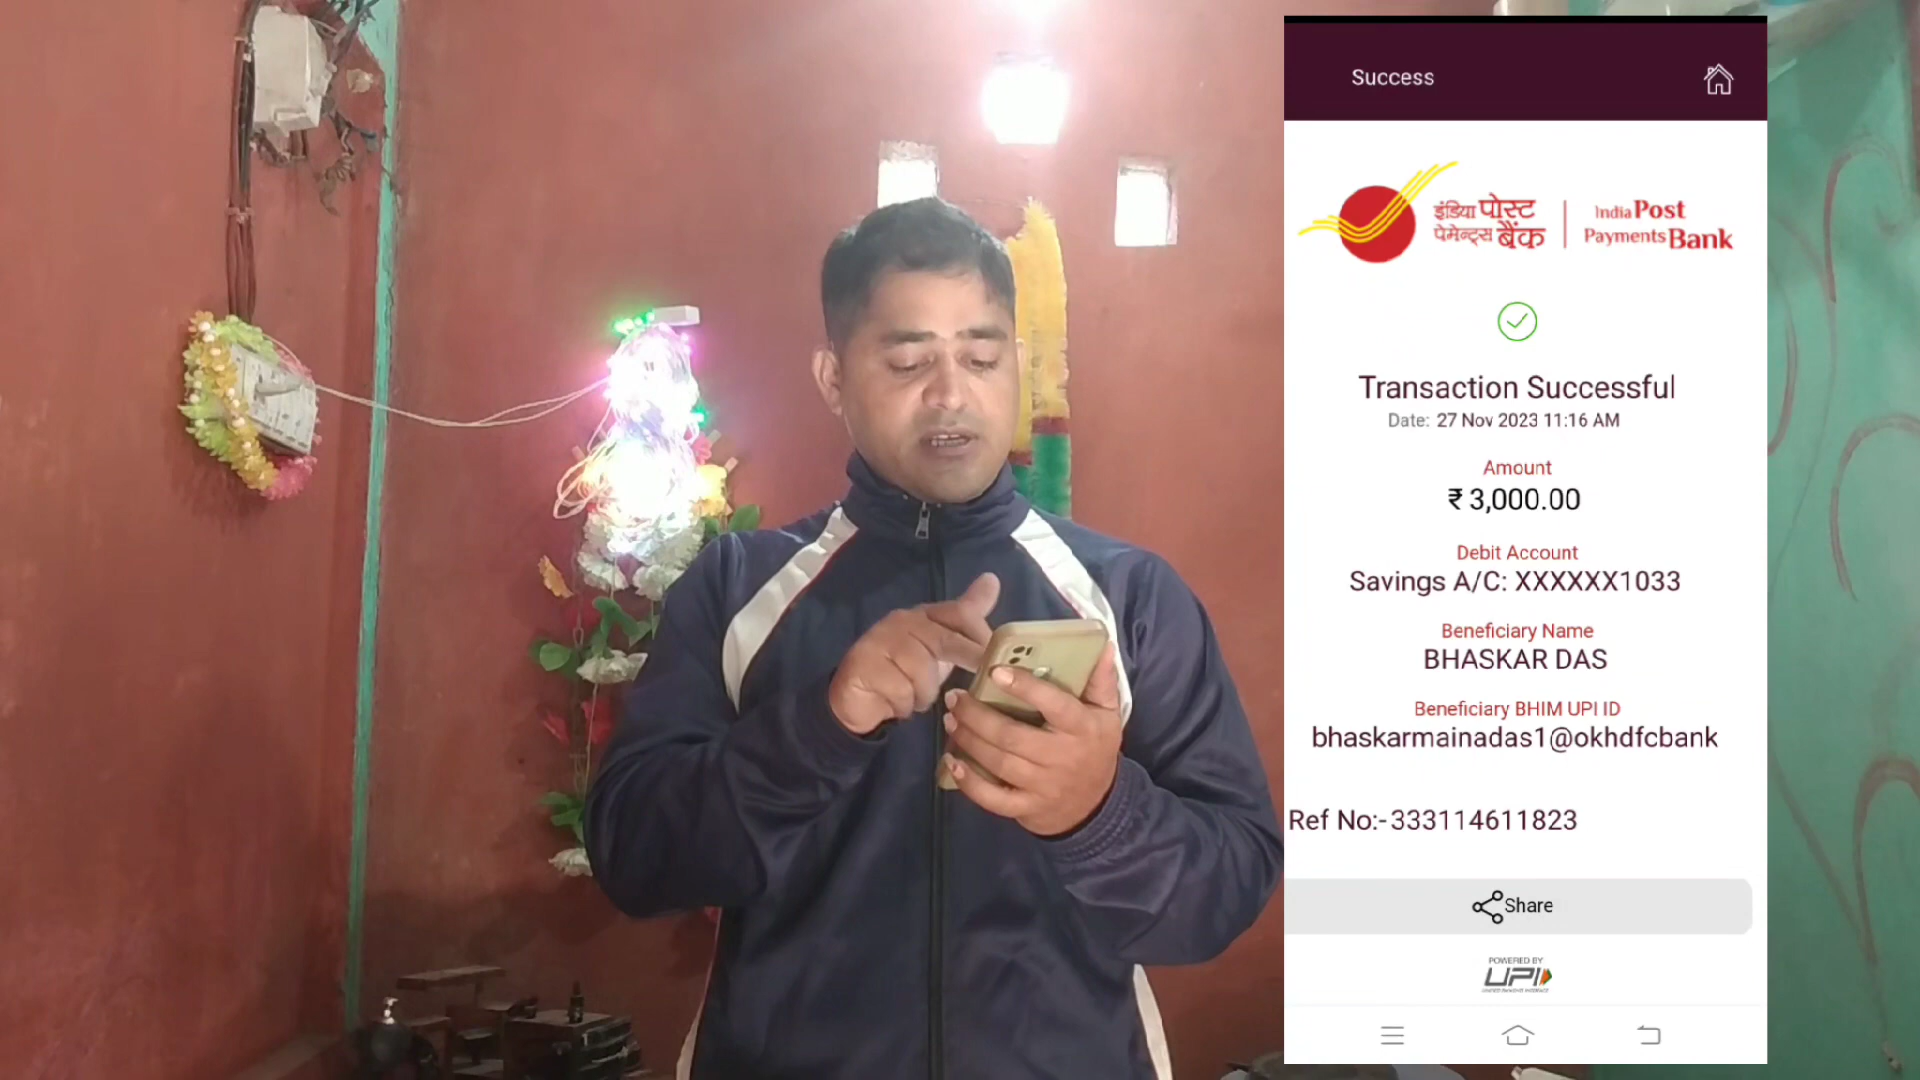 Success
इंडिया पोस्ट
पेमेन्ट्स बैंक
India Post
Payments Bank
Transaction Successful
Date: 27 Nov 2023 11:16 AM
Amount
₹ 3,000.00
Debit Account
Savings A/C: XXXXXX1033
Beneficiary Name
BHASKAR DAS
Beneficiary BHIM UPI ID
bhaskarmainadas1@okhdfcbank
Ref No:-333114611823
Share
POWERED BY
UPI